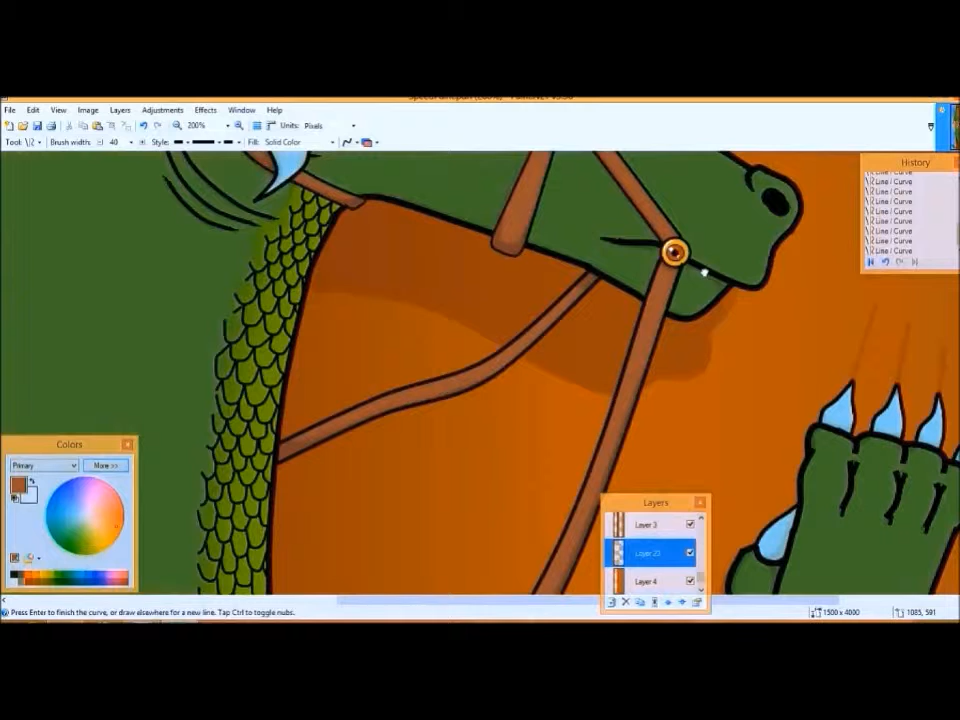 File Edit View Image Layers Adjustments Effects Window Help
200% Units: Pixels
Tool: Brush width: 40 Style: Fill: Solid Color
History
Line / Curve
Line / Curve
Line / Curve
Line / Curve
Line / Curve
Line / Curve
Line / Curve
Line / Curve
Colors
Primary More >>
Layers
Layer 3
Layer 4
Press Enter to finish the curve, or draw elsewhere for a new line. Tap Ctrl to toggle nubs. 1500 x 4000 1085, 591